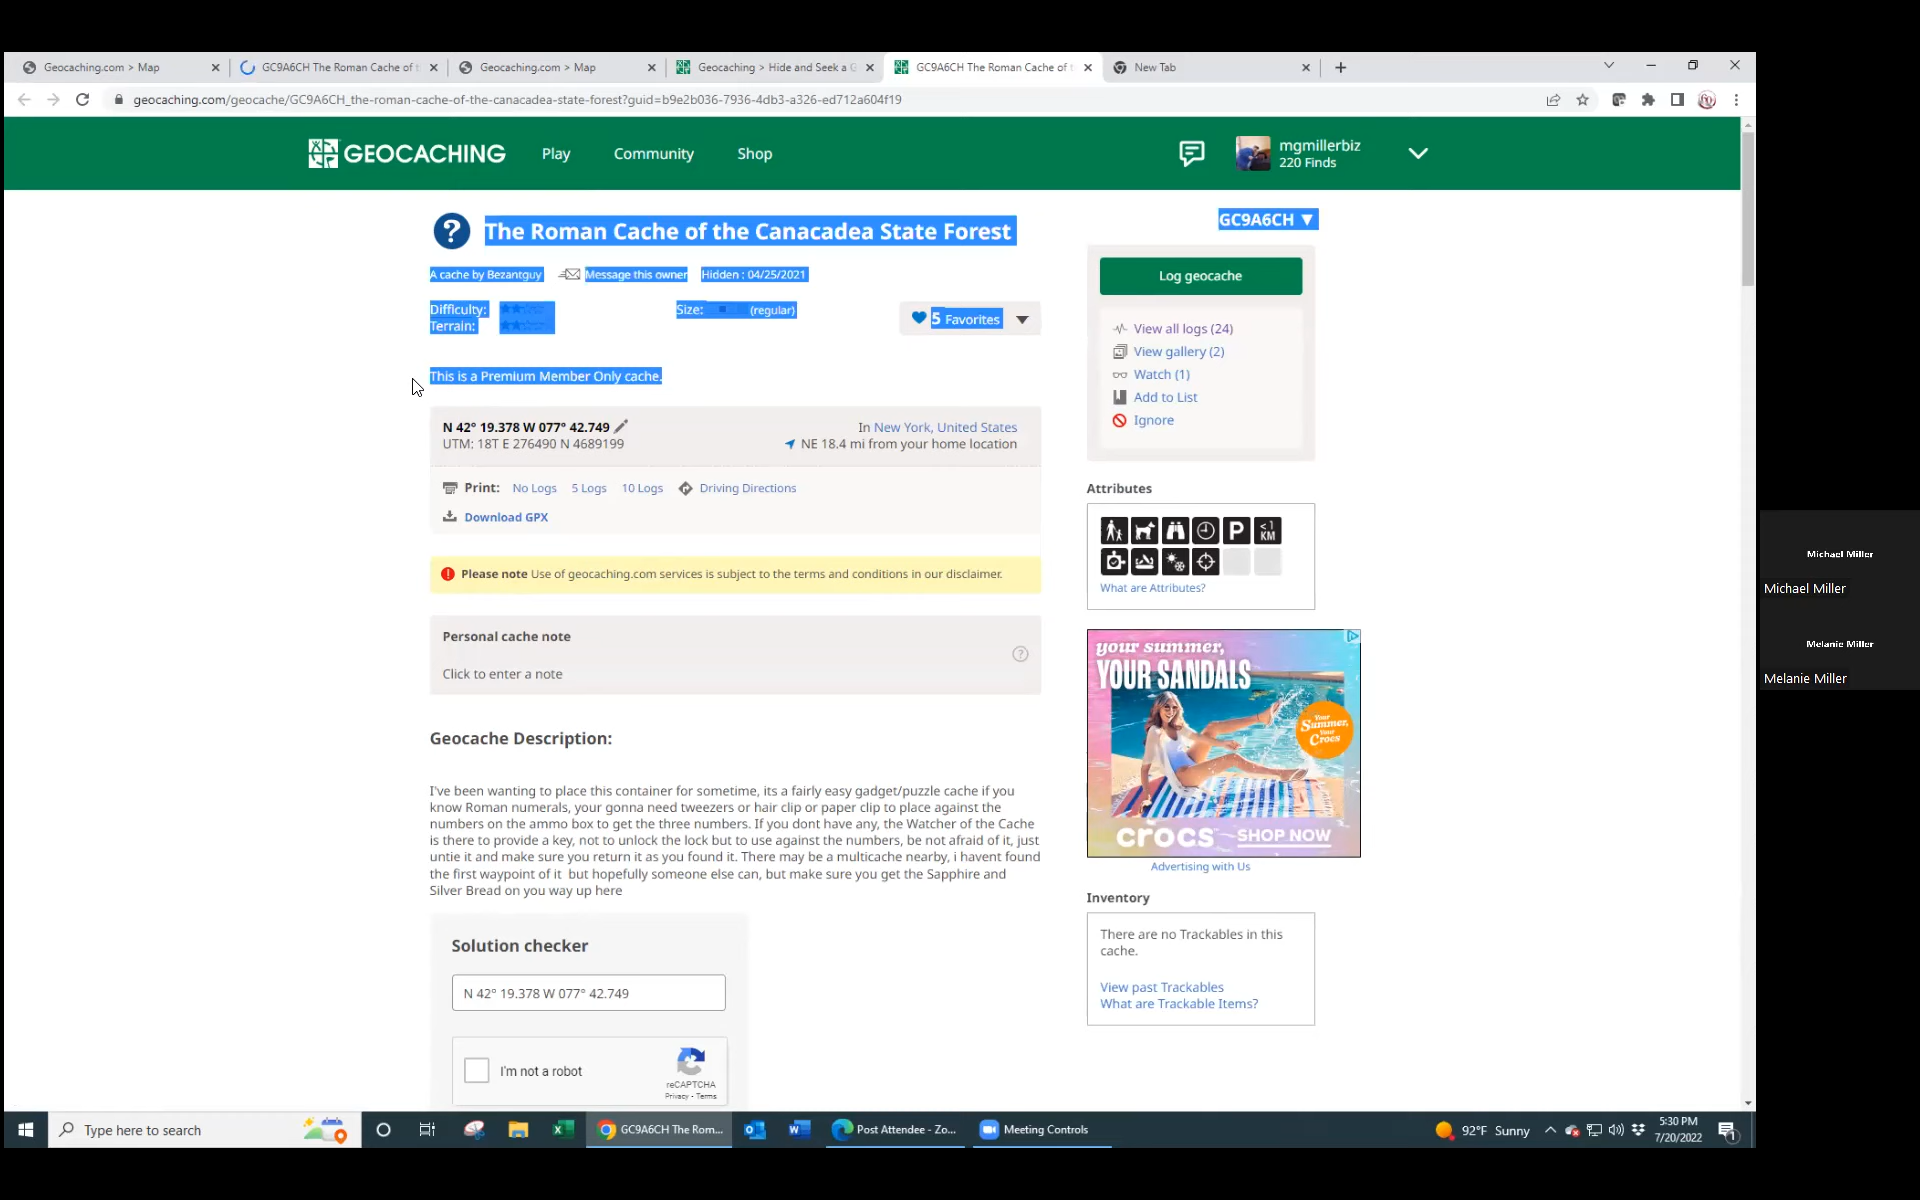 Geocaching.com > Map
GC9A6CH The Roman Cache of
Geocaching.com > Map
Geocaching > Hide and Seek a G
GC9A6CH The Roman Cache of t
New Tab
geocaching.com/geocache/GC9A6CH_the-roman-cache-of-the-canacadea-state-forest?guid=b9e2b036-7936-4db3-a326-ed712a604f19
GEOCACHING
Play
Community
Shop
mgmillerbiz
220 Finds
The Roman Cache of the Canacadea State Forest
GC9A6CH ▼
A cache by Bezantguy
Message this owner
Hidden : 04/25/2021
Difficulty:
Terrain:
Size:
(regular)
5 Favorites
This is a Premium Member Only cache.
Log geocache
View all logs (24)
View gallery (2)
Watch (1)
Add to List
Ignore
N 42° 19.378 W 077° 42.749
UTM: 18T E 276490 N 4689199
In New York, United States
NE 18.4 mi from your home location
Print: No Logs 5 Logs 10 Logs Driving Directions
Download GPX
Please note Use of geocaching.com services is subject to the terms and conditions in our disclaimer.
Personal cache note
Click to enter a note
Attributes
P
<1
KM
What are Attributes?
your summer,
YOUR SANDALS
Your
Summer,
Your
Crocs
crocs™ SHOP NOW
Advertising with Us
Inventory
There are no Trackables in this
cache.
View past Trackables
What are Trackable Items?
Geocache Description:
I've been wanting to place this container for sometime, its a fairly easy gadget/puzzle cache if you
know Roman numerals, your gonna need tweezers or hair clip or paper clip to place against the
numbers on the ammo box to get the three numbers. If you dont have any, the Watcher of the Cache
is there to provide a key, not to unlock the lock but to use against the numbers, be not afraid of it, just
untie it and make sure you return it as you found it. There may be a multicache nearby, i havent found
the first waypoint of it but hopefully someone else can, but make sure you get the Sapphire and
Silver Bread on you way up here
Solution checker
N 42° 19.378 W 077° 42.749
I'm not a robot
reCAPTCHA
Privacy - Terms
Michael Miller
Michael Miller
Melanie Miller
Melanie Miller
Type here to search
GC9A6CH The Rom...
Post Attendee - Zo...
Meeting Controls
92°F Sunny
5:30 PM
7/20/2022
1